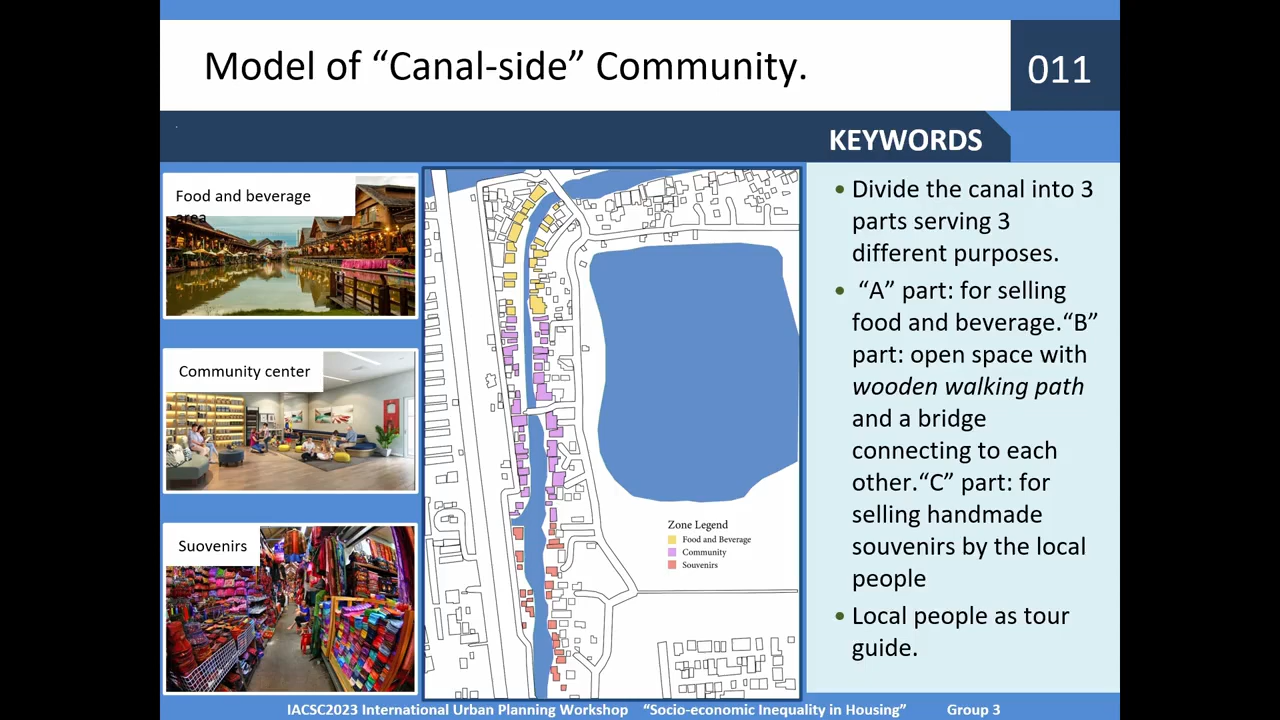 Model of “Canal-side” Community.
011
KEYWORDS
Food and beverage
area
Community center
Suovenirs
Zone Legend
Food and Beverage
Community
Souvenirs
• Divide the canal into 3
parts serving 3
different purposes.
• “A” part: for selling
food and beverage.“B”
part: open space with
wooden walking path
and a bridge
connecting to each
other.“C” part: for
selling handmade
souvenirs by the local
people
• Local people as tour
guide.
IACSC2023 International Urban Planning Workshop “Socio-economic Inequality in Housing” Group 3